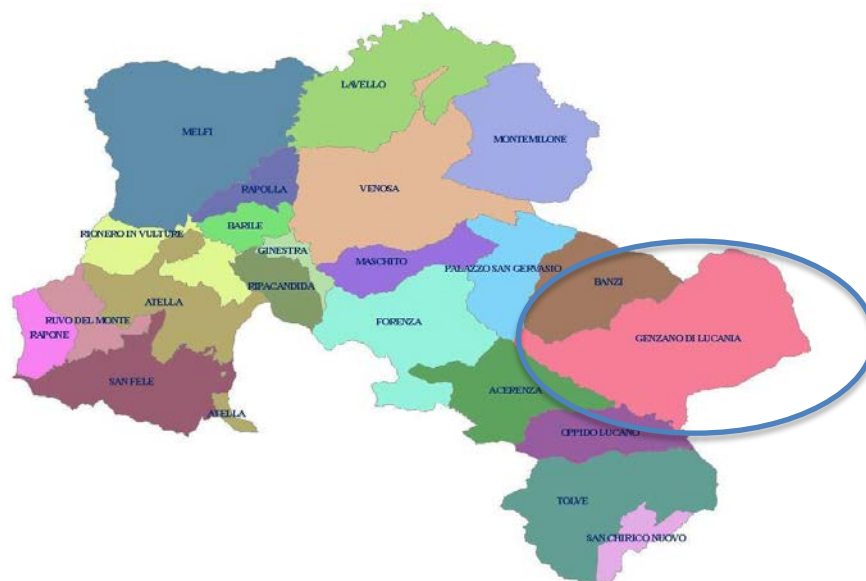 LAVELLO
MELFI
MONTEMILONE
RAPOLLA
VENOSA
BARILE
RIONERO IN VULTURE
GINESTRA
MASCHITO
PALAZZO SAN GERVASIO
BANZI
RIPACANDIDA
ATELLA
RUVO DEL MONTE
FORENZA
RAPONE
GENZANO DI LUCANIA
SAN FELE
ACERENZA
ATELLA
OPPIDO LUCANO
TOLVE
SAN CHIRICO NUOVO